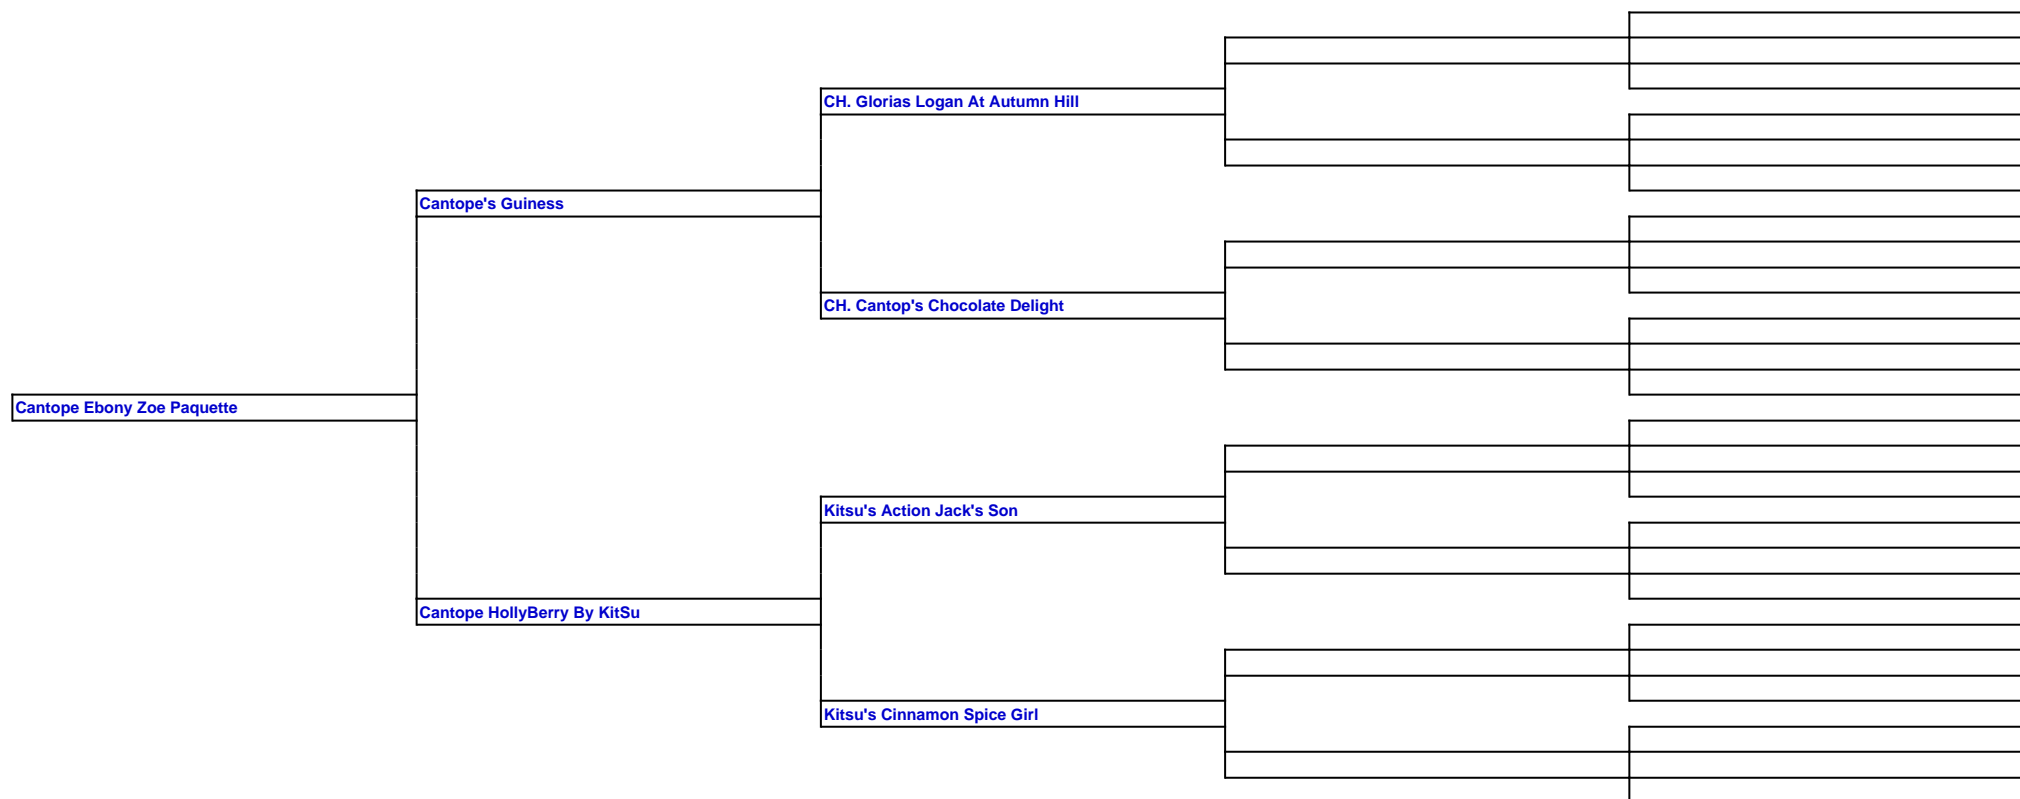 CH. Glorias Logan At Autumn Hill
Cantope's Guiness
CH. Cantop's Chocolate Delight
Cantope Ebony Zoe Paquette
Kitsu's Action Jack's Son
Cantope HollyBerry By KitSu
Kitsu's Cinnamon Spice Girl